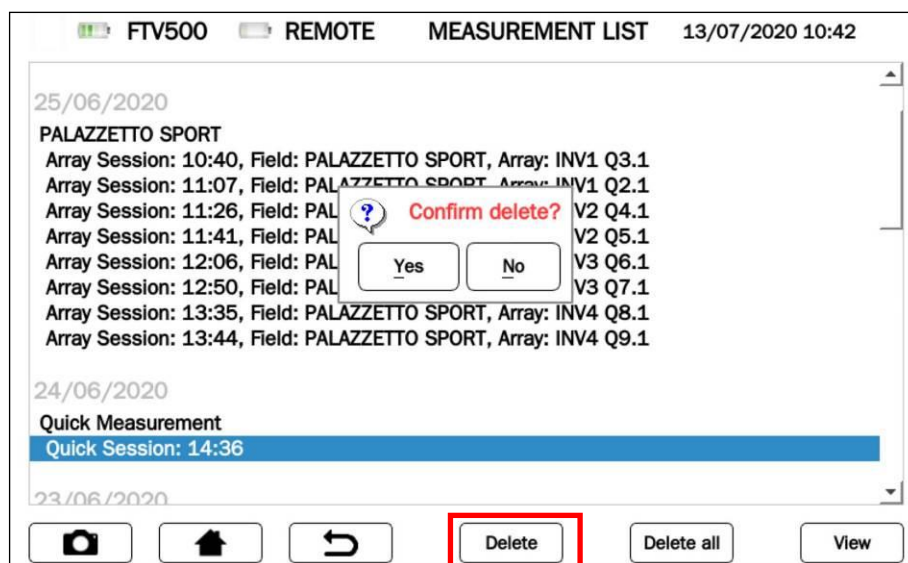 FTV500 REMOTE MEASUREMENT LIST 13/07/2020 10:42
25/06/2020
PALAZZETTO SPORT
Array Session: 10:40, Field: PALAZZETTO SPORT, Array: INV1 Q3.1
Array Session: 11:07, Field: PALAZZETTO SPORT, Array: INV1 Q2.1
Array Session: 11:26, Field: PAL V2 Q4.1
Array Session: 11:41, Field: PAL V2 Q5.1
Array Session: 12:06, Field: PAL V3 Q6.1
Array Session: 12:50, Field: PAL V3 Q7.1
Array Session: 13:35, Field: PALAZZETTO SPORT, Array: INV4 Q8.1
Array Session: 13:44, Field: PALAZZETTO SPORT, Array: INV4 Q9.1
Confirm delete?
Yes No
24/06/2020
Quick Measurement
Quick Session: 14:36
23/06/2020
Delete Delete all View